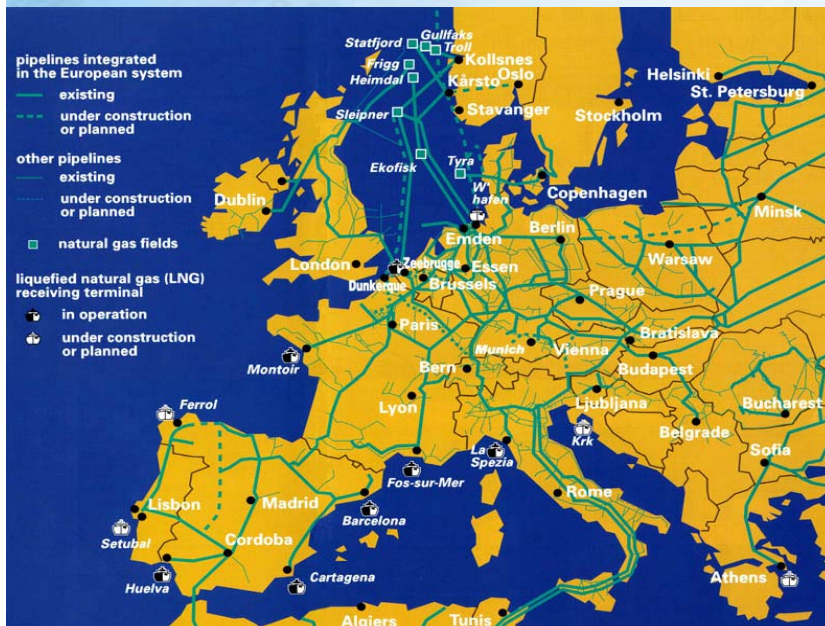 pipelines integrated
in the European system
existing
under construction
or planned
other pipelines
existing
under construction
or planned
natural gas fields
liquefied natural gas (LNG)
receiving terminal
in operation
under construction
or planned
Gullfaks
Statfjord
Troll
Frigg
Heimdal
Sleipner
Ekofisk
Tyra
W'
hafen
Kollsnes
Kårsto
Oslo
Stavanger
Helsinki
St. Petersburg
Stockholm
Copenhagen
Minsk
Dublin
Emden
Berlin
Warsaw
London
Zeebrugge
Dunkerque
Brussels
Essen
Prague
Paris
Montoir
Munich
Vienna
Bratislava
Budapest
Bern
Lyon
Ljubljana
Krk
Belgrade
Bucharest
Sofia
Ferrol
Fos-sur-Mer
La
Spezia
Rome
Lisbon
Madrid
Barcelona
Setubal
Cordoba
Huelva
Cartagena
Algiers
Tunis
Athens